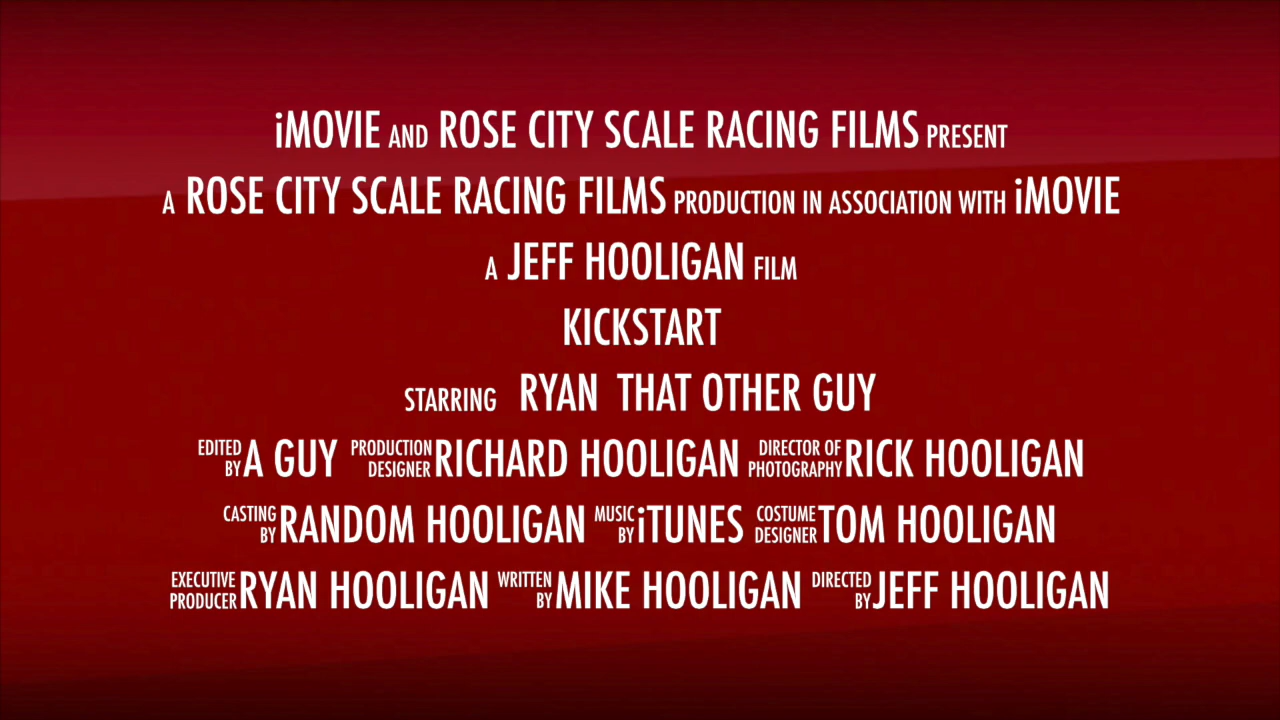 iMOVIE AND ROSE CITY SCALE RACING FILMS PRESENT
A ROSE CITY SCALE RACING FILMS PRODUCTION IN ASSOCIATION WITH iMOVIE
A JEFF HOOLIGAN FILM
KICKSTART
STARRING RYAN THAT OTHER GUY
EDITED BY A GUY PRODUCTION DESIGNER RICHARD HOOLIGAN DIRECTOR OF PHOTOGRAPHY RICK HOOLIGAN
CASTING BY RANDOM HOOLIGAN MUSIC BY iTUNES COSTUME DESIGNER TOM HOOLIGAN
EXECUTIVE PRODUCER RYAN HOOLIGAN WRITTEN BY MIKE HOOLIGAN DIRECTED BY JEFF HOOLIGAN